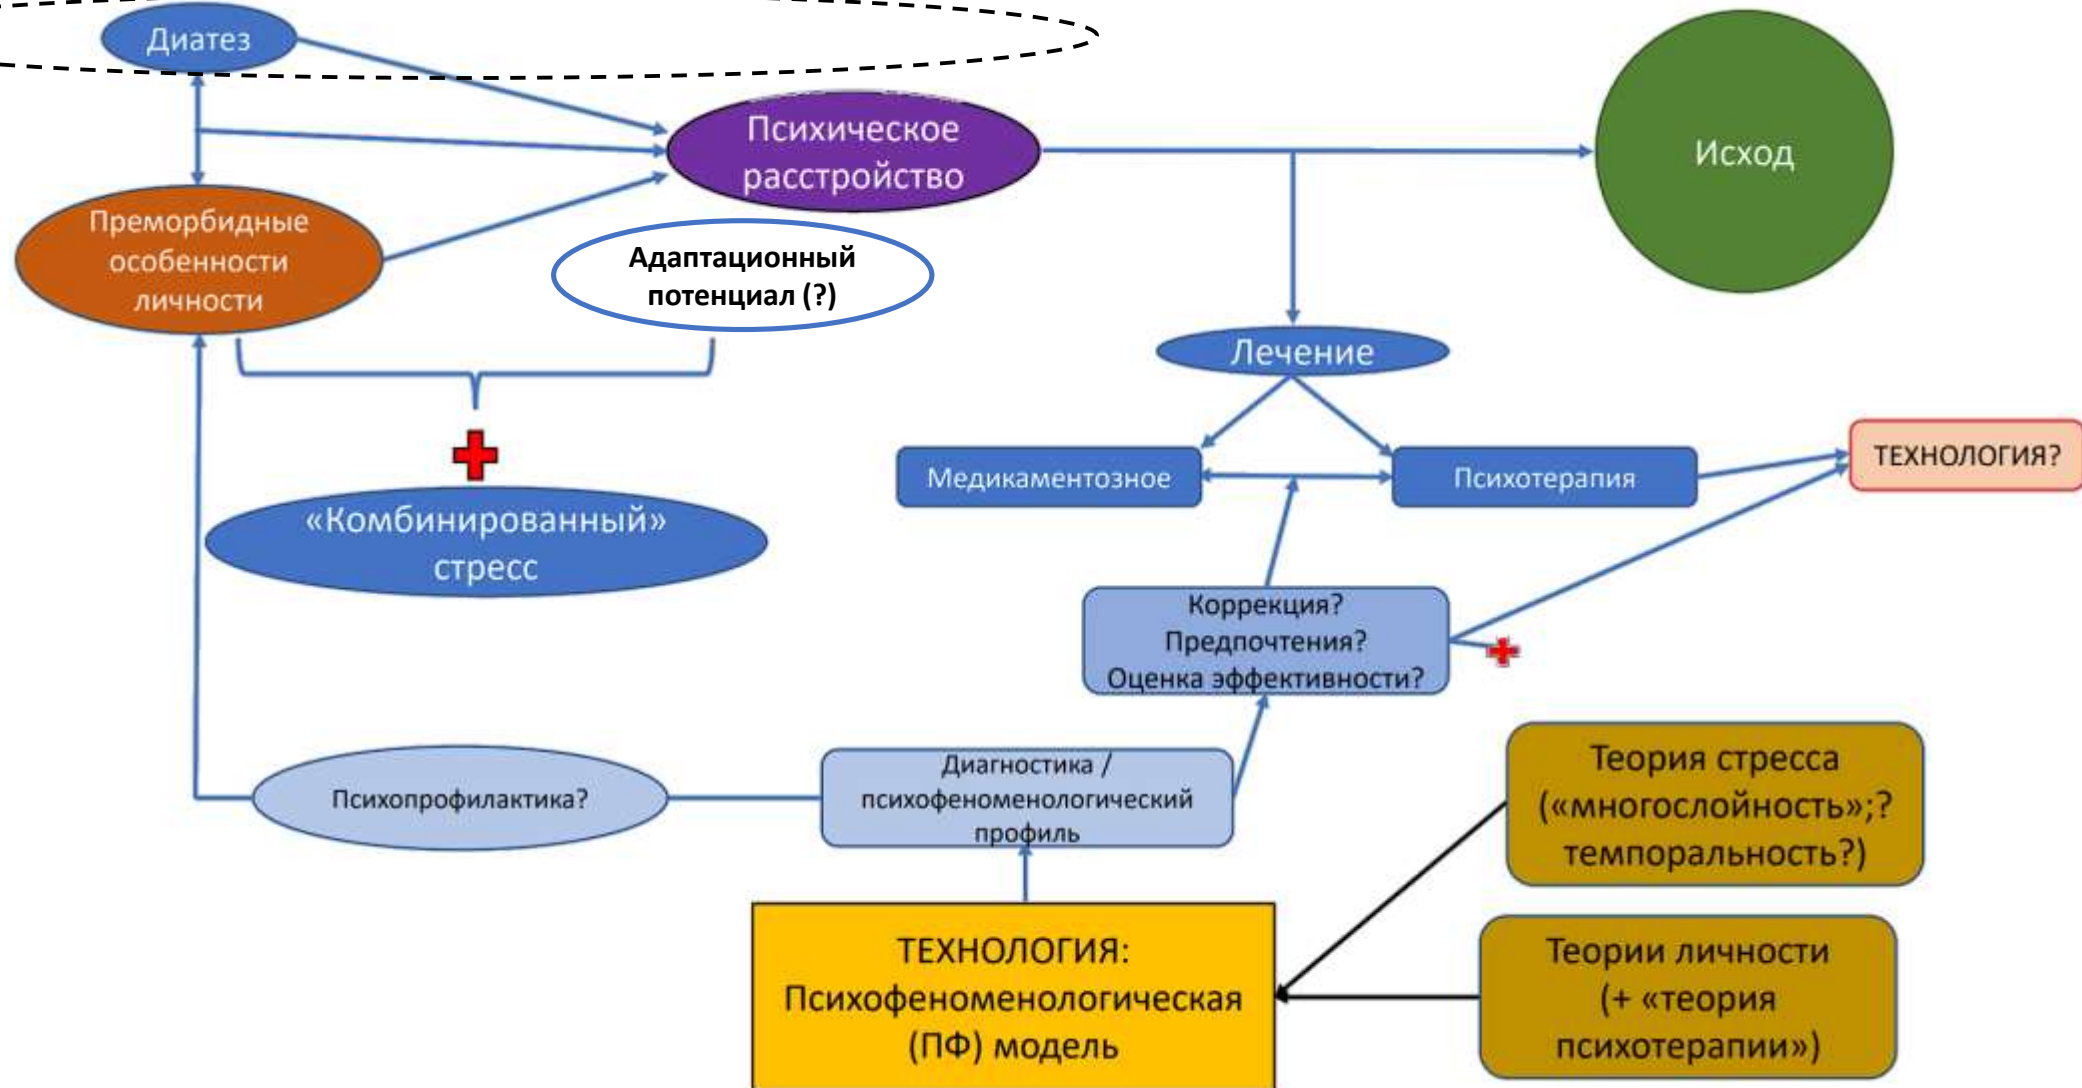 Диатез
Психическое
расстройство
Исход
Преморбидные
особенности
личности
Адаптационный
потенциал (?)
Лечение
Медикаментозное
Психотерапия
ТЕХНОЛОГИЯ?
«Комбинированный»
стресс
Коррекция?
Предпочтения?
Оценка эффективности?
Психопрофилактика?
Диагностика /
психофеноменологический
профиль
Теория стресса
(«многослойность»;?
темпоральность?)
ТЕХНОЛОГИЯ:
Психофеноменологическая
(ПФ) модель
Теории личности
(+ «теория
психотерапии»)